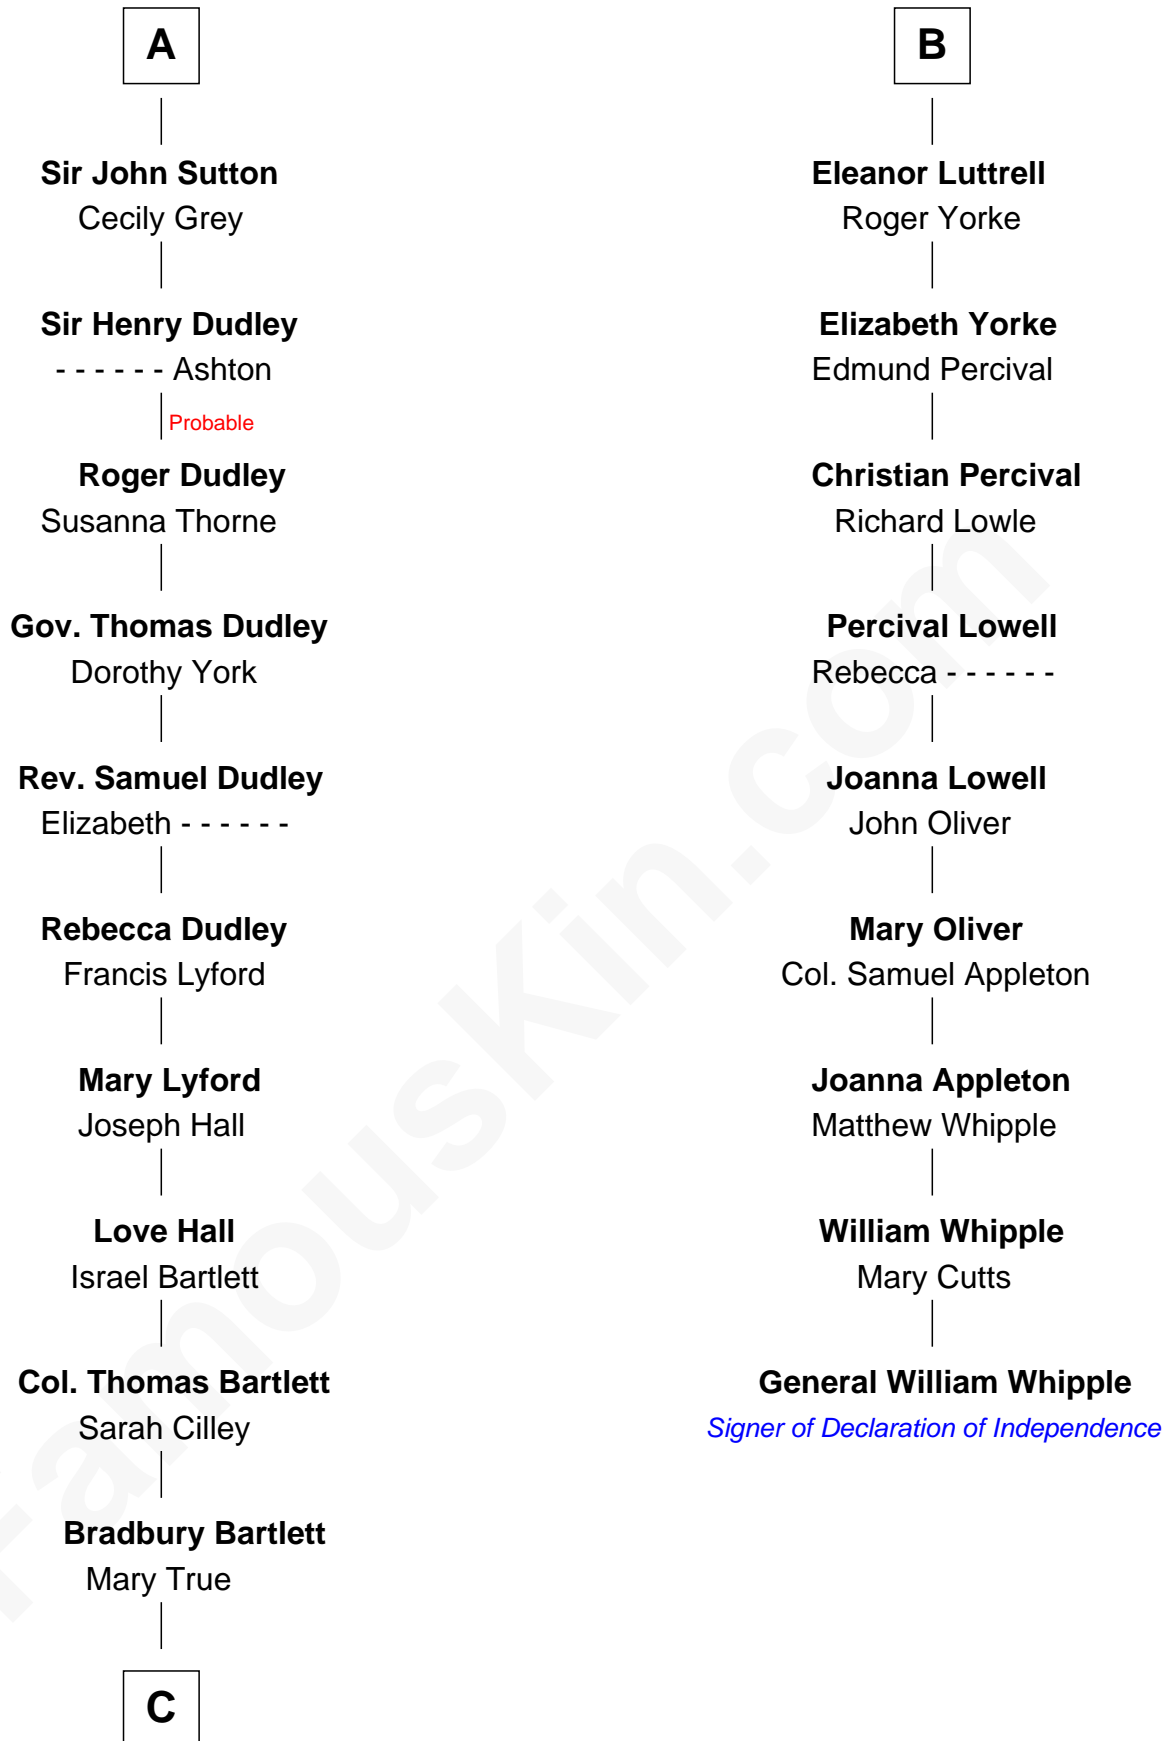 A
Sir John Sutton
Cecily Grey
Sir Henry Dudley
- - - - - - Ashton
Probable
Roger Dudley
Susanna Thorne
Gov. Thomas Dudley
Dorothy York
Rev. Samuel Dudley
Elizabeth - - - - - -
Rebecca Dudley
Francis Lyford
Mary Lyford
Joseph Hall
Love Hall
Israel Bartlett
Col. Thomas Bartlett
Sarah Cilley
Bradbury Bartlett
Mary True
C
B
Eleanor Luttrell
Roger Yorke
Elizabeth Yorke
Edmund Percival
Christian Percival
Richard Lowle
Percival Lowell
Rebecca - - - - - -
Joanna Lowell
John Oliver
Mary Oliver
Col. Samuel Appleton
Joanna Appleton
Matthew Whipple
William Whipple
Mary Cutts
General William Whipple
Signer of Declaration of Independence
FamousKin.com